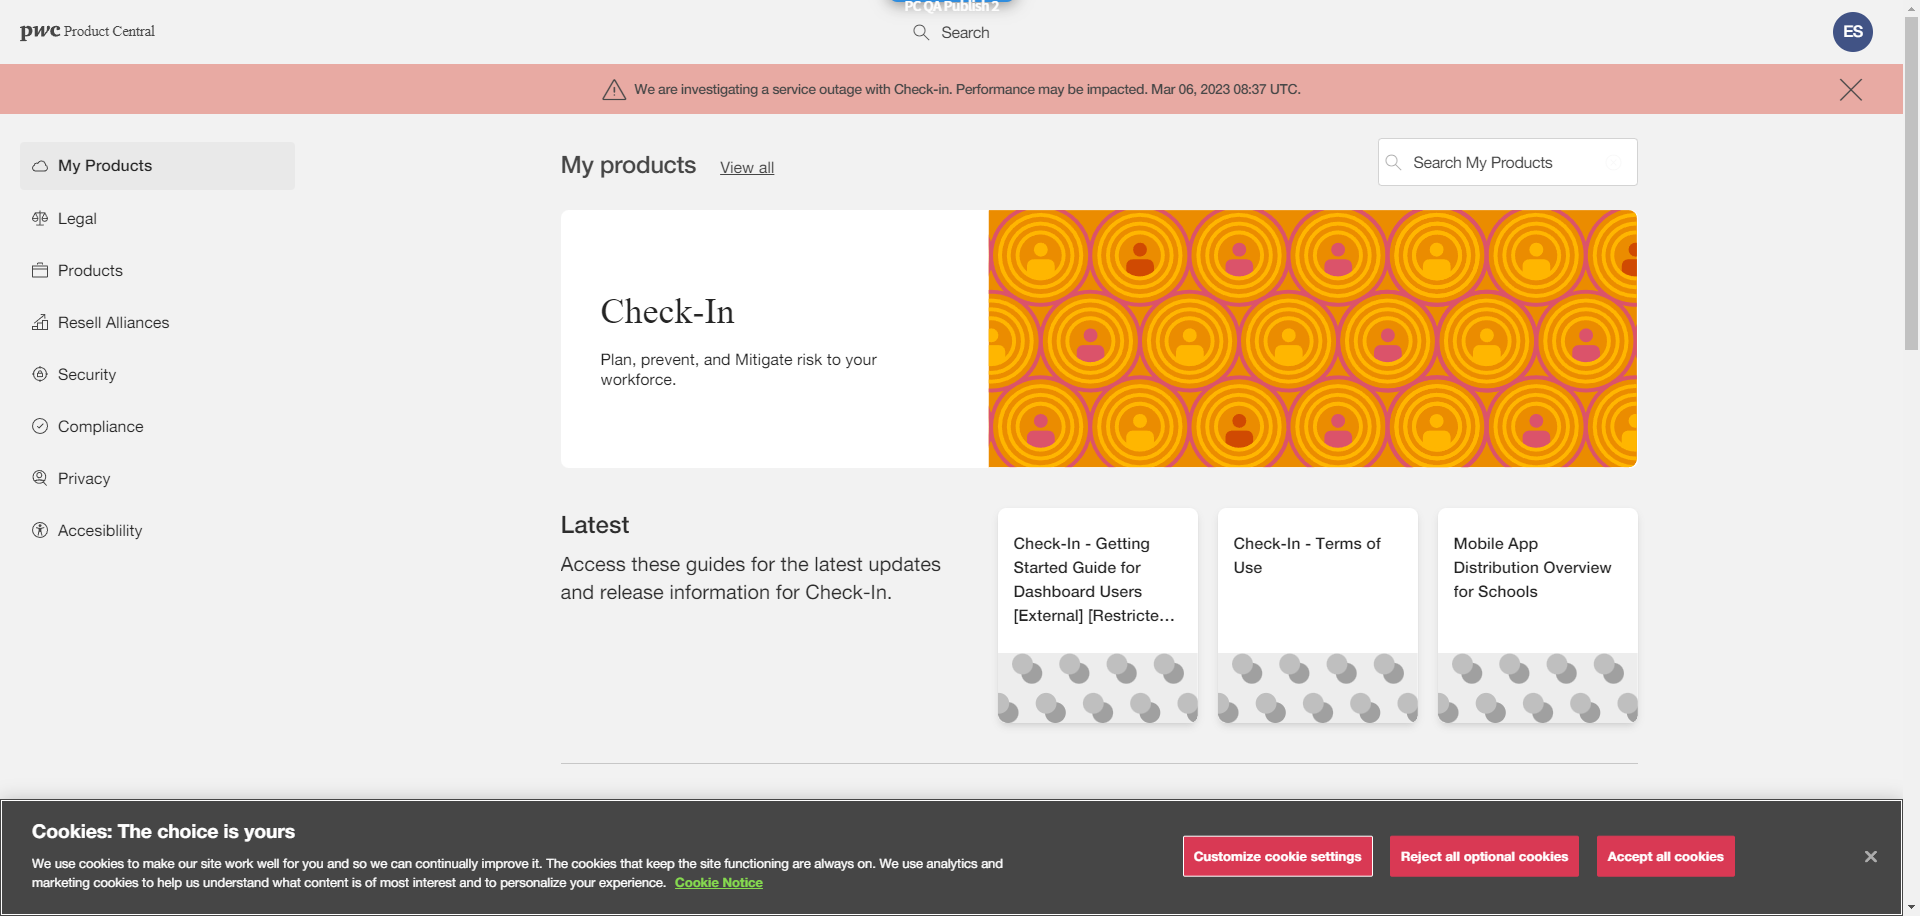 PC QA Publish 2
pwc Product Central
Search
ES
We are investigating a service outage with Check-in. Performance may be impacted. Mar 06, 2023 08:37 UTC.
My Products
Legal
Products
Resell Alliances
Security
Compliance
Privacy
Accesiblility
My products View all
Search My Products
Check-In
Plan, prevent, and Mitigate risk to your
workforce.
Latest
Access these guides for the latest updates
and release information for Check-In.
Check-In - Getting
Started Guide for
Dashboard Users
[External] [Restricte...
Check-In - Terms of
Use
Mobile App
Distribution Overview
for Schools
Cookies: The choice is yours
We use cookies to make our site work well for you and so we can continually improve it. The cookies that keep the site functioning are always on. We use analytics and
marketing cookies to help us understand what content is of most interest and to personalize your experience. Cookie Notice
Customize cookie settings
Reject all optional cookies
Accept all cookies